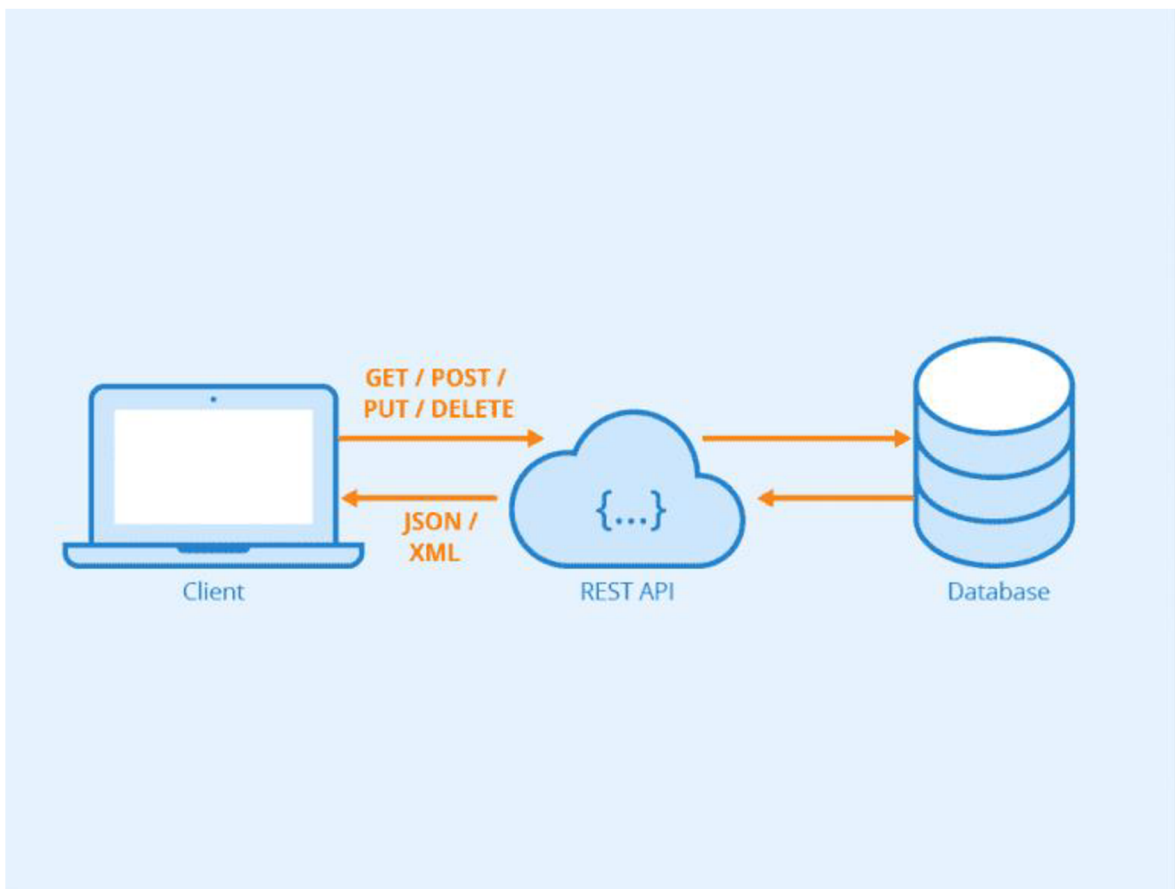 GET / POST /
PUT / DELETE
JSON /
XML
{...}
Client
REST API
Database